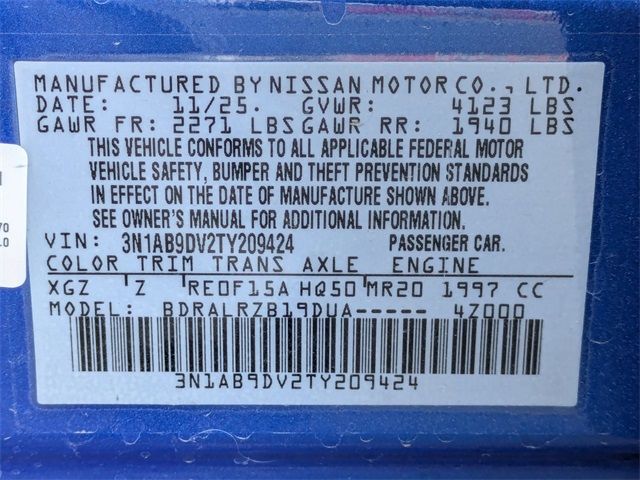 MANUFACTURED BY NISSAN MOTOR CO., LTD.
DATE: 11/25. GVWR: 4123 LBS
GAWR FR: 2271 LBS GAWR RR: 1940 LBS
THIS VEHICLE CONFORMS TO ALL APPLICABLE FEDERAL MOTOR
VEHICLE SAFETY, BUMPER AND THEFT PREVENTION STANDARDS
IN EFFECT ON THE DATE OF MANUFACTURE SHOWN ABOVE.
SEE OWNER'S MANUAL FOR ADDITIONAL INFORMATION
VIN: 3N1AB9DV2TY209424 PASSENGER CAR.
COLOR TRIM TRANS AXLE ENGINE
XGZ Z RE0F15A HQ50 MR20 1997 CC
MODEL: BDRALRZB19DUA----- 4Z000
3N1AB9DV2TY209424